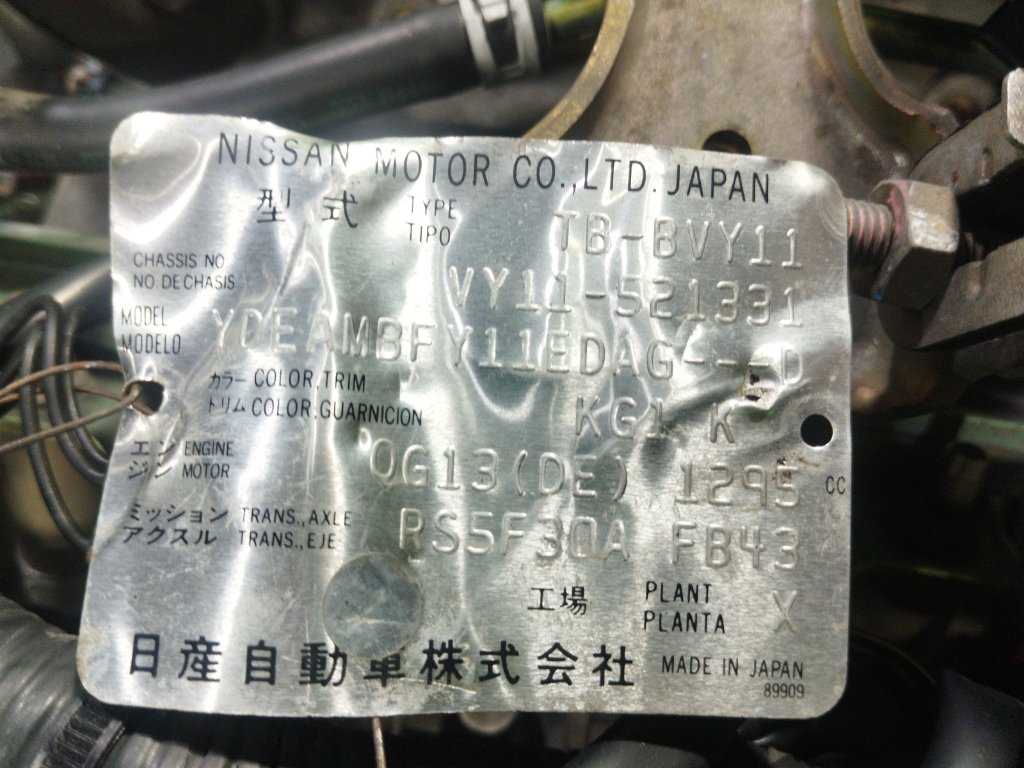 NISSAN MOTOR CO.,LTD. JAPAN
型式 TYPE TIPO TB-BVY11
CHASSIS NO
NO. DE CHASIS VY11-521331
MODEL
MODELO YDEAMBFY11EDAG---D
カラー COLOR, TRIM
トリム COLOR, GUARNICION KG1 K
エン ENGINE
ジン MOTOR QG13(DE) 1295 CC
ミッション TRANS., AXLE
アクスル TRANS., EJE RS5F30A FB43
工場 PLANT
PLANTA X
日産自動車株式会社 MADE IN JAPAN
89909